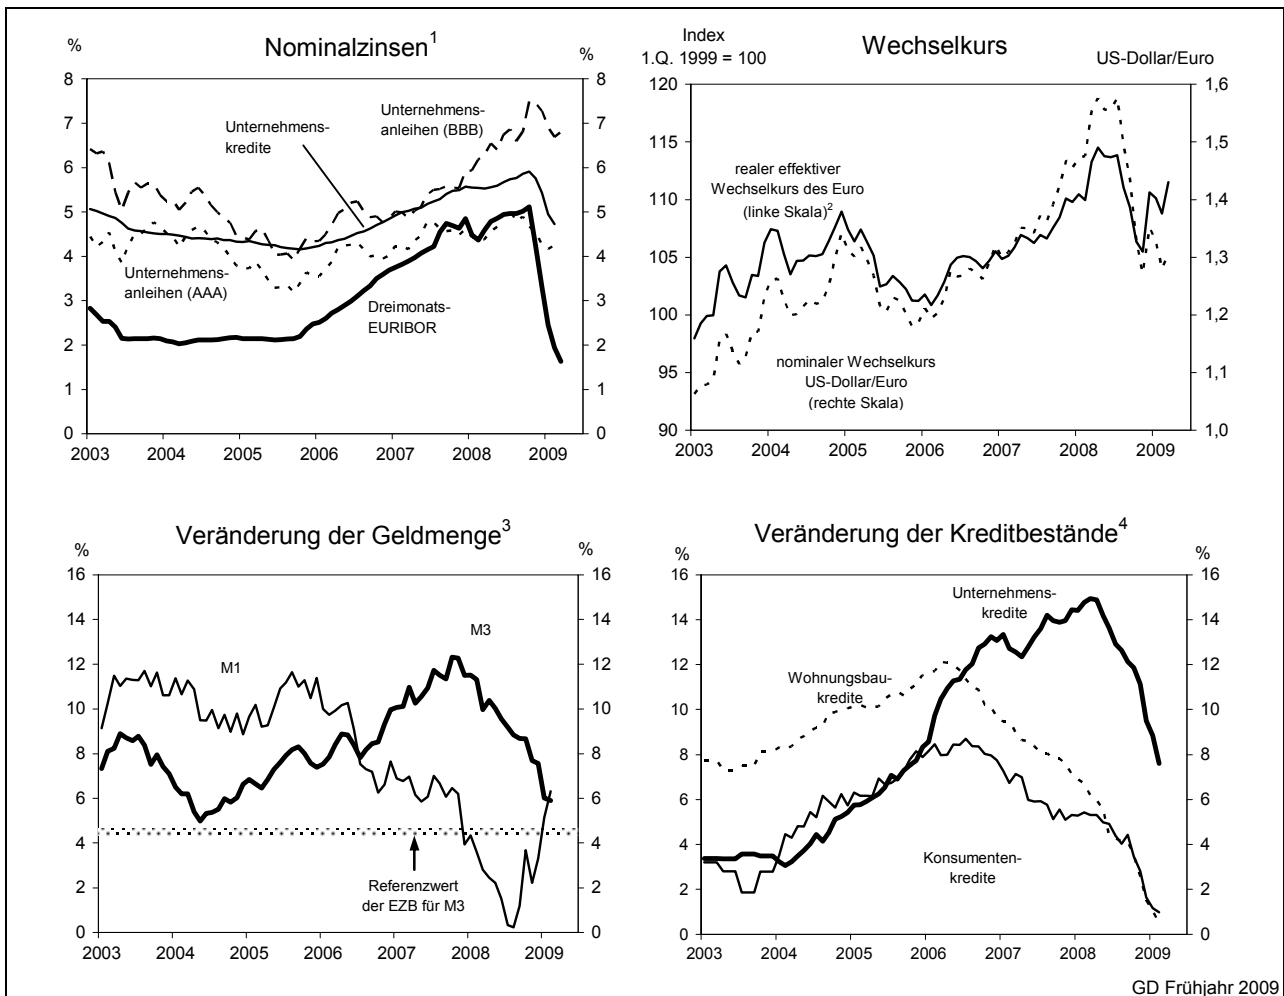 Nominalzinsen1
%
%
8
7
6
5
4
3
2
1
0
8
7
6
5
4
3
2
1
0
Unternehmens-
anleihen (BBB)
Unternehmens-
kredite
Unternehmens-
anleihen (AAA)
Dreimonats-
EURIBOR
2003 2004 2005 2006 2007 2008 2009
Wechselkurs
Index
1.Q. 1999 = 100
US-Dollar/Euro
120
115
110
105
100
95
90
1,6
1,5
1,4
1,3
1,2
1,1
1,0
realer effektiver
Wechselkurs des Euro
(linke Skala)2
nominaler Wechselkurs
US-Dollar/Euro
(rechte Skala)
2003 2004 2005 2006 2007 2008 2009
Veränderung der Geldmenge3
%
%
16
14
12
10
8
6
4
2
0
16
14
12
10
8
6
4
2
0
M3
M1
Referenzwert
der EZB für M3
2003 2004 2005 2006 2007 2008 2009
Veränderung der Kreditbestände4
%
%
16
14
12
10
8
6
4
2
0
16
14
12
10
8
6
4
2
0
Unternehmens-
kredite
Wohnungsbau-
kredite
Konsumenten-
kredite
2003 2004 2005 2006 2007 2008 2009
GD Frühjahr 2009